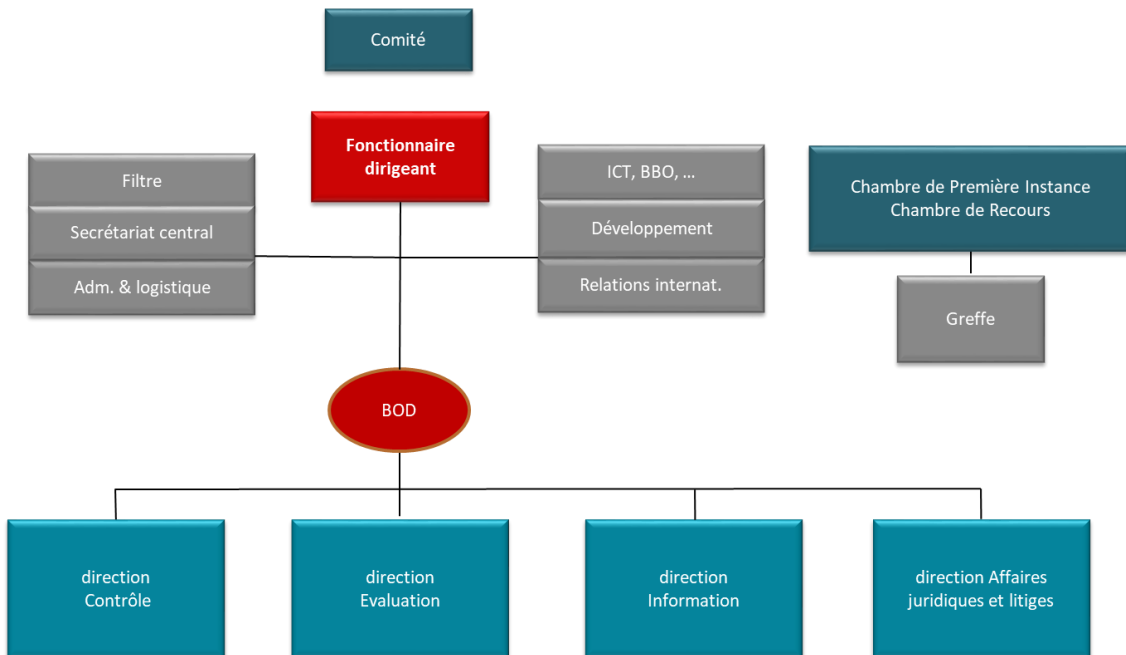 Comité
Fonctionnaire
dirigeant
Filtre
Secrétariat central
Adm. & logistique
ICT, BBO, ...
Développement
Relations internat.
Chambre de Première Instance
Chambre de Recours
Greffe
BOD
direction
Contrôle
direction
Evaluation
direction
Information
direction Affaires
juridiques et litiges